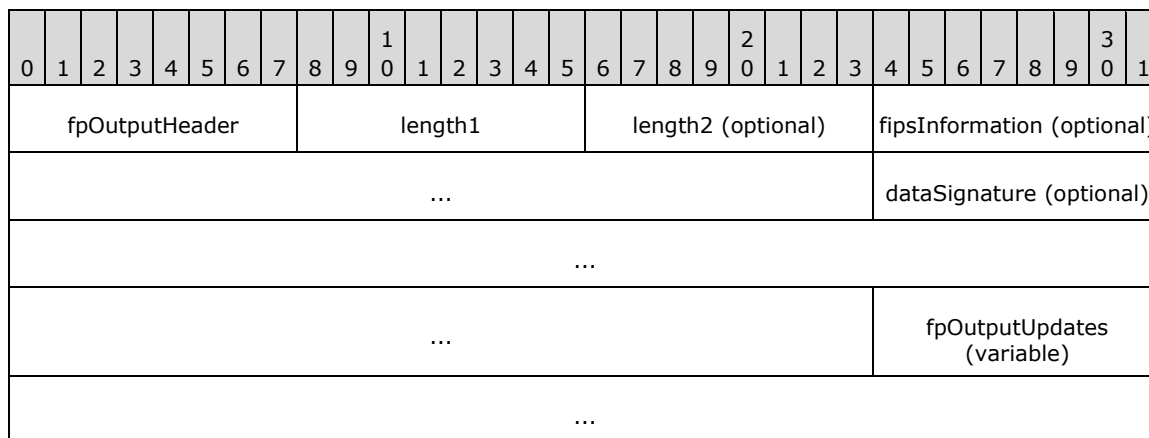 1 2 3
0 1 2 3 4 5 6 7 8 9 0 1 2 3 4 5 6 7 8 9 0 1 2 3 4 5 6 7 8 9 0 1
fpOutputHeader length1 length2 (optional) fipsInformation (optional)
... dataSignature (optional)
...
... fpOutputUpdates
(variable)
...